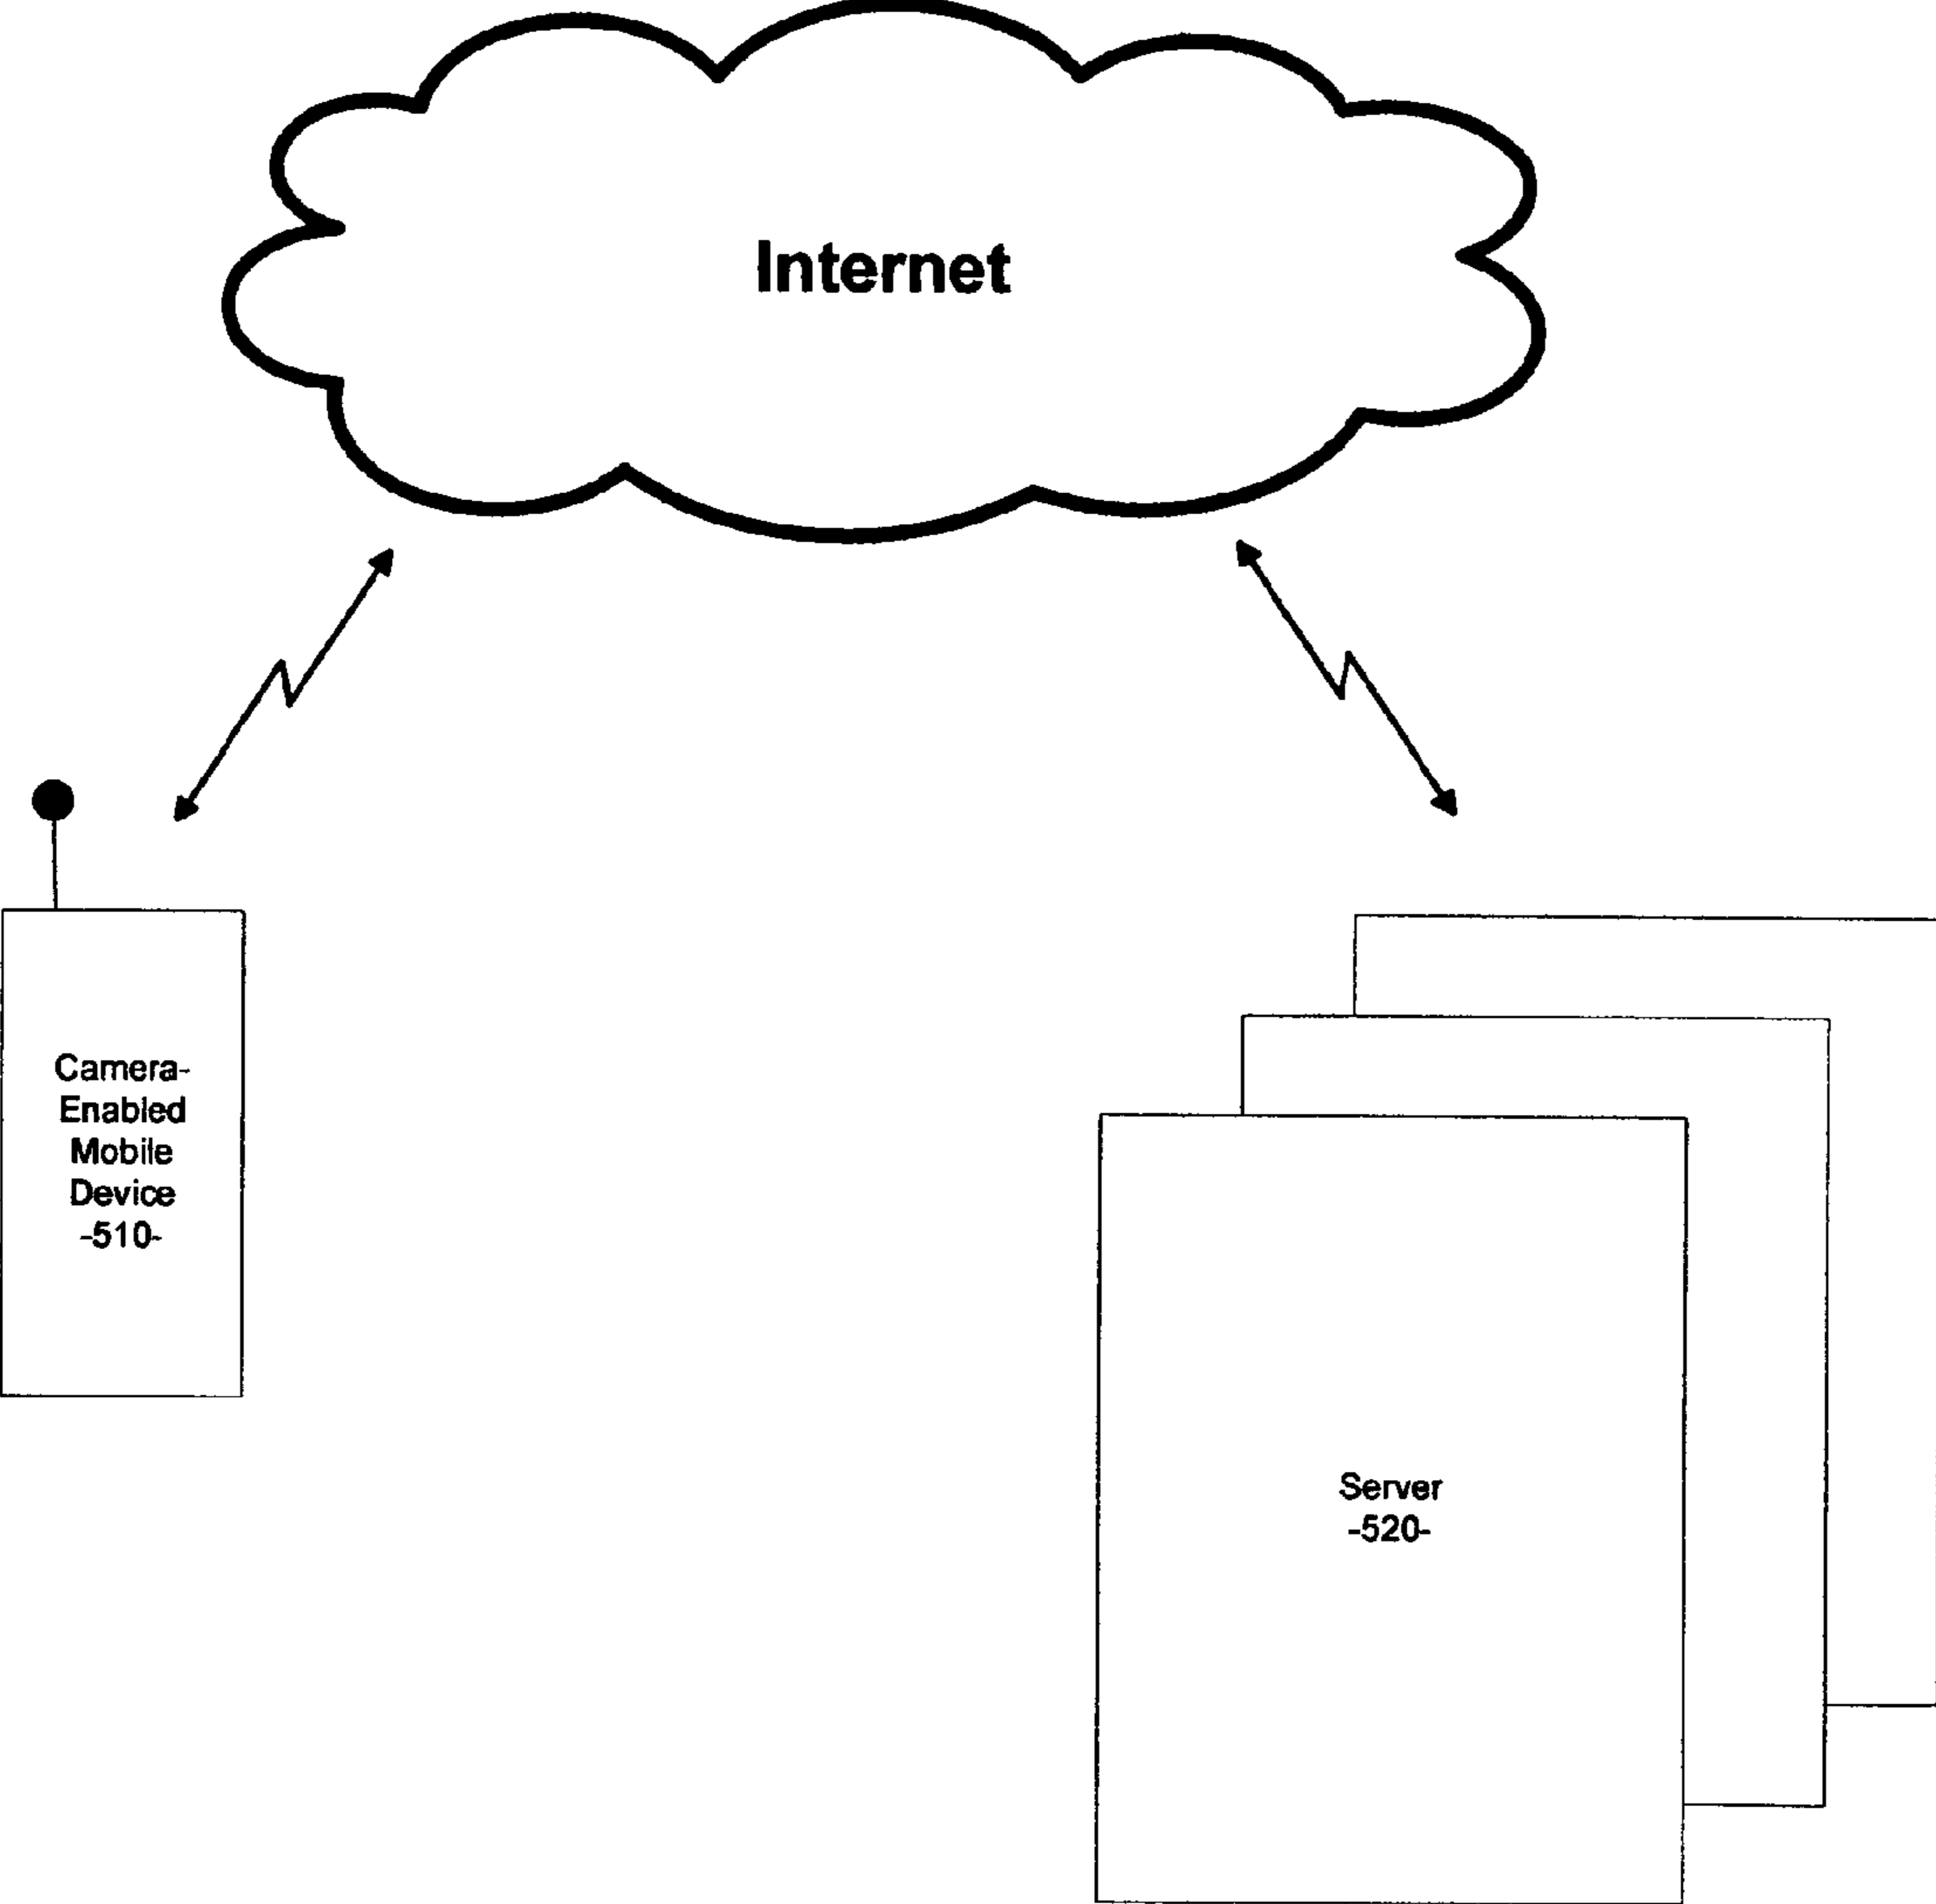 Internet
Camera-
Enabled
Mobile
Device
-510-
Server
-520-